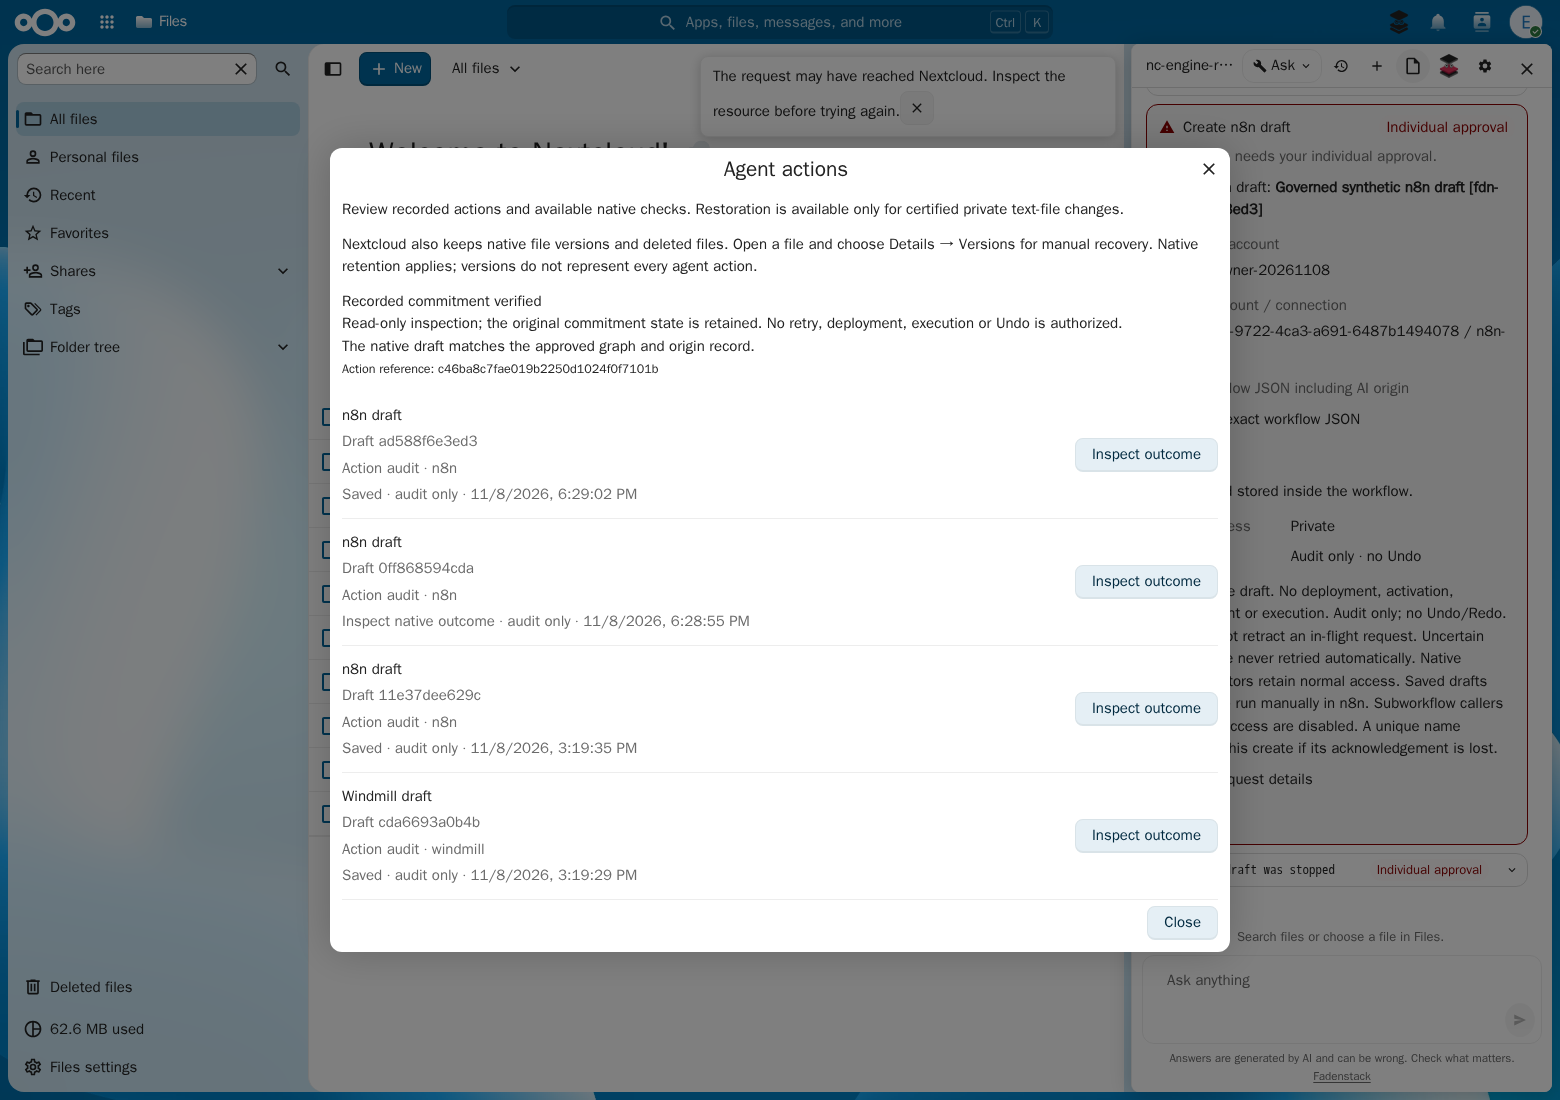 Files
Apps, files, messages, and more
Ctrl K
E
Search here
New
All files
All files
Personal files
Recent
Favorites
Shares
Tags
Folder tree
Deleted files
62.6 MB used
Files settings
The request may have reached Nextcloud. Inspect the
resource before trying again.
Welcome to Nextcloud!
Agent actions
Review recorded actions and available native checks. Restoration is available only for certified private text-file changes.
Nextcloud also keeps native file versions and deleted files. Open a file and choose Details → Versions for manual recovery. Native
retention applies; versions do not represent every agent action.
Recorded commitment verified
Read-only inspection; the original commitment state is retained. No retry, deployment, execution or Undo is authorized.
The native draft matches the approved graph and origin record.
Action reference: c46ba8c7fae019b2250d1024f0f7101b
n8n draft
Draft ad588f6e3ed3
Action audit · n8n
Saved · audit only · 11/8/2026, 6:29:02 PM
Inspect outcome
n8n draft
Draft 0ff868594cda
Action audit · n8n
Inspect native outcome · audit only · 11/8/2026, 6:28:55 PM
Inspect outcome
n8n draft
Draft 11e37dee629c
Action audit · n8n
Saved · audit only · 11/8/2026, 3:19:35 PM
Inspect outcome
Windmill draft
Draft cda6693a0b4b
Action audit · windmill
Saved · audit only · 11/8/2026, 3:19:29 PM
Inspect outcome
Close
nc-engine-r···
Ask
Create n8n draft
Individual approval
needs your individual approval.
draft: Governed synthetic n8n draft [fdn-
ed3]
account
ner-20261108
ount / connection
-9722-4ca3-a691-6487b1494078 / n8n-
ow JSON including AI origin
exact workflow JSON
stored inside the workflow.
ess Private
Audit only · no Undo
draft. No deployment, activation,
t or execution. Audit only; no Undo/Redo.
ot retract an in-flight request. Uncertain
never retried automatically. Native
tors retain normal access. Saved drafts
run manually in n8n. Subworkflow callers
ccess are disabled. A unique name
his create if its acknowledgement is lost.
quest details
raft was stopped
Individual approval
Search files or choose a file in Files.
Ask anything
Answers are generated by AI and can be wrong. Check what matters.
Fadenstack